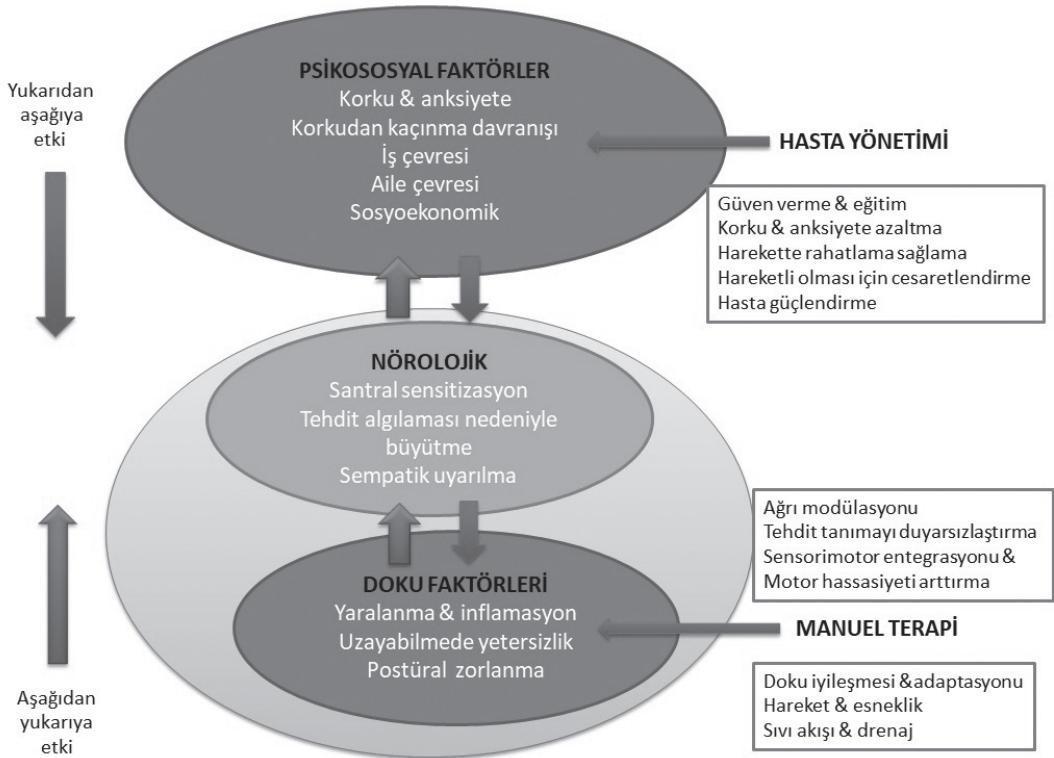 PSİKOSOSYAL FAKTÖRLER
Korku & anksiyete
Korkudan kaçınma davranışı
İş çevresi
Aile çevresi
Sosyoekonomik
Yukarıdan
aşağıya
etki
HASTA YÖNETİMİ
Güven verme & eğitim
Korku & anksiyete azaltma
Harekette rahatlama sağlama
Hareketli olması için cesaretlendirme
Hasta güçlendirme
NÖROLOJİK
Santral sensitizasyon
Tehdit algılaması nedeniyle
büyütme
Sempatik uyarılma
Ağrı modülasyonu
Tehdit tanımayı duyarsızlaştırma
Sensorimotor entegrasyonu &
Motor hassasiyeti arttırma
DOKU FAKTÖRLERİ
Yaralanma & inflamasyon
Uzayabilmede yetersizlik
Postüral zorlanma
MANUEL TERAPİ
Doku iyileşmesi &adaptasyonu
Hareket & esneklik
Sıvı akışı & drenaj
Aşağıdan
yukarıya
etki